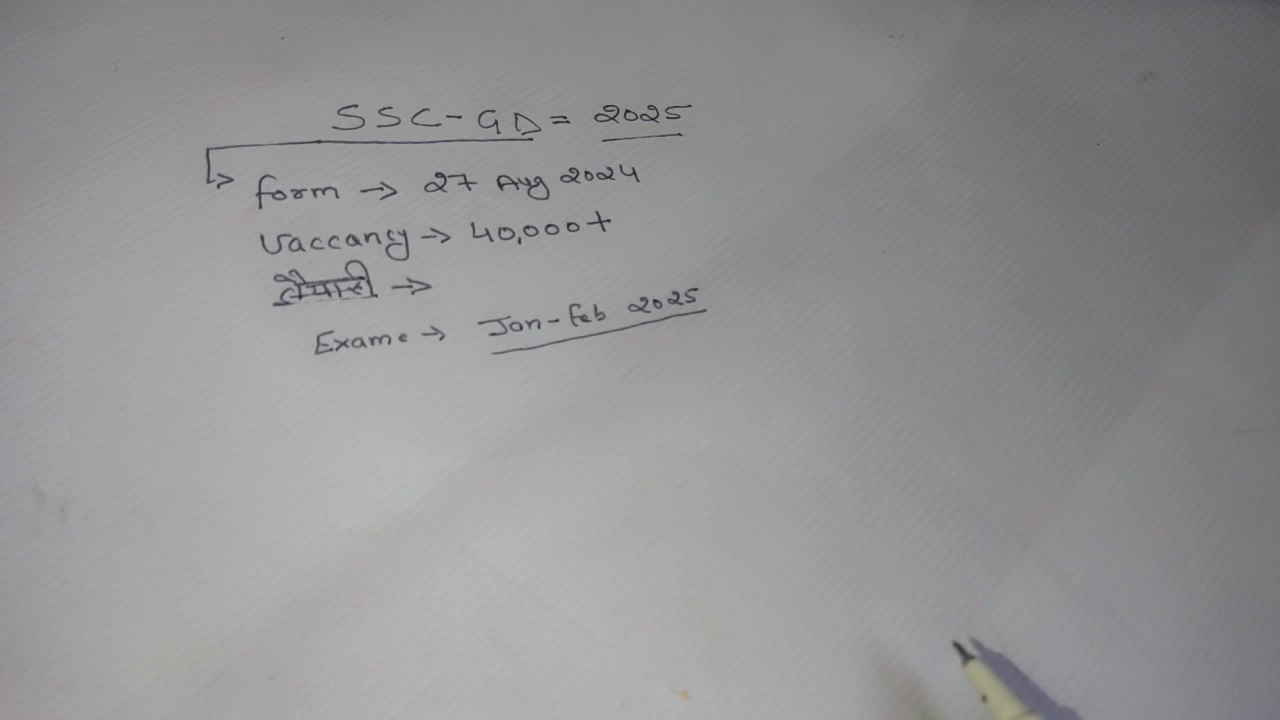 SSC-GD = 2025
form → 27 Aug 2024
Vaccancy → 40,000+
तैयारी →
Exame → Jan-feb 2025